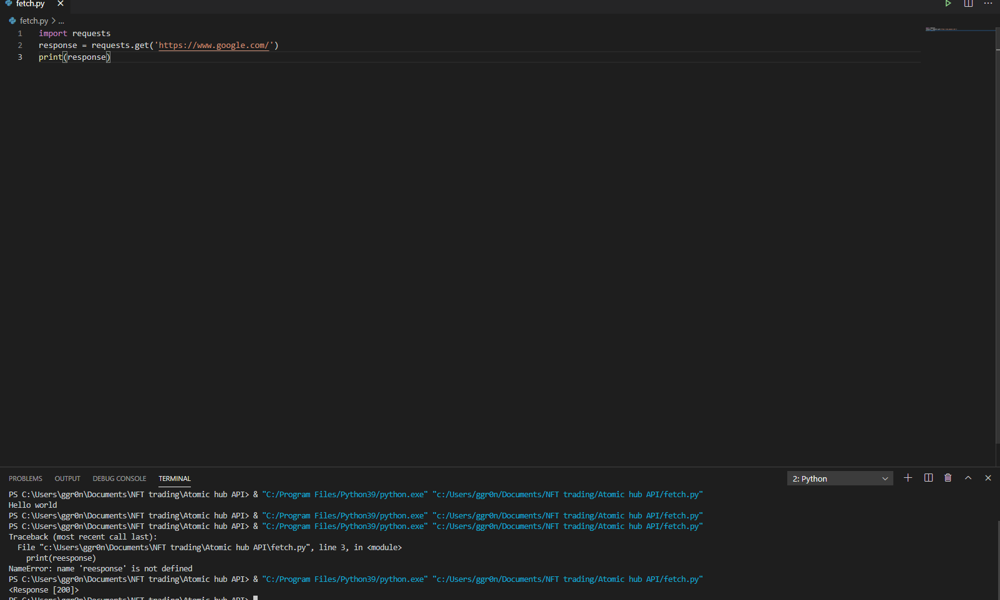 fetch.py
fetch.py > ...
1 import requests
2 response = requests.get('https://www.google.com/')
3 print(response)
PROBLEMS OUTPUT DEBUG CONSOLE TERMINAL 2: Python
PS C:\Users\ggr0n\Documents\NFT trading\Atomic hub API> & "C:/Program Files/Python39/python.exe" "c:/Users/ggr0n/Documents/NFT trading/Atomic hub API/fetch.py"
Hello world
PS C:\Users\ggr0n\Documents\NFT trading\Atomic hub API> & "C:/Program Files/Python39/python.exe" "c:/Users/ggr0n/Documents/NFT trading/Atomic hub API/fetch.py"
PS C:\Users\ggr0n\Documents\NFT trading\Atomic hub API> & "C:/Program Files/Python39/python.exe" "c:/Users/ggr0n/Documents/NFT trading/Atomic hub API/fetch.py"
Traceback (most recent call last):
File "c:\Users\ggr0n\Documents\NFT trading\Atomic hub API\fetch.py", line 3, in <module>
print(reesponse)
NameError: name 'reesponse' is not defined
PS C:\Users\ggr0n\Documents\NFT trading\Atomic hub API> & "C:/Program Files/Python39/python.exe" "c:/Users/ggr0n/Documents/NFT trading/Atomic hub API/fetch.py"
<Response [200]>
PS C:\Users\ggr0n\Documents\NFT trading\Atomic hub API>